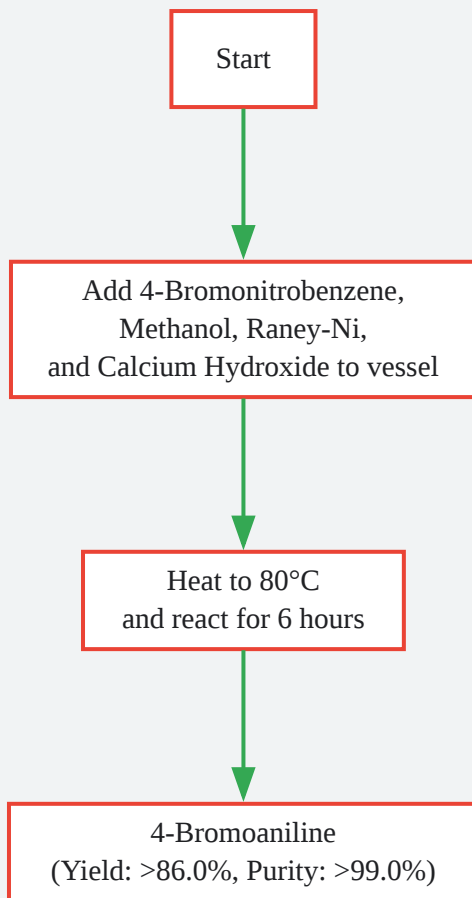 Start
Add 4-Bromonitrobenzene,
Methanol, Raney-Ni,
and Calcium Hydroxide to vessel
Heat to 80°C
and react for 6 hours
4-Bromoaniline
(Yield: >86.0%, Purity: >99.0%)